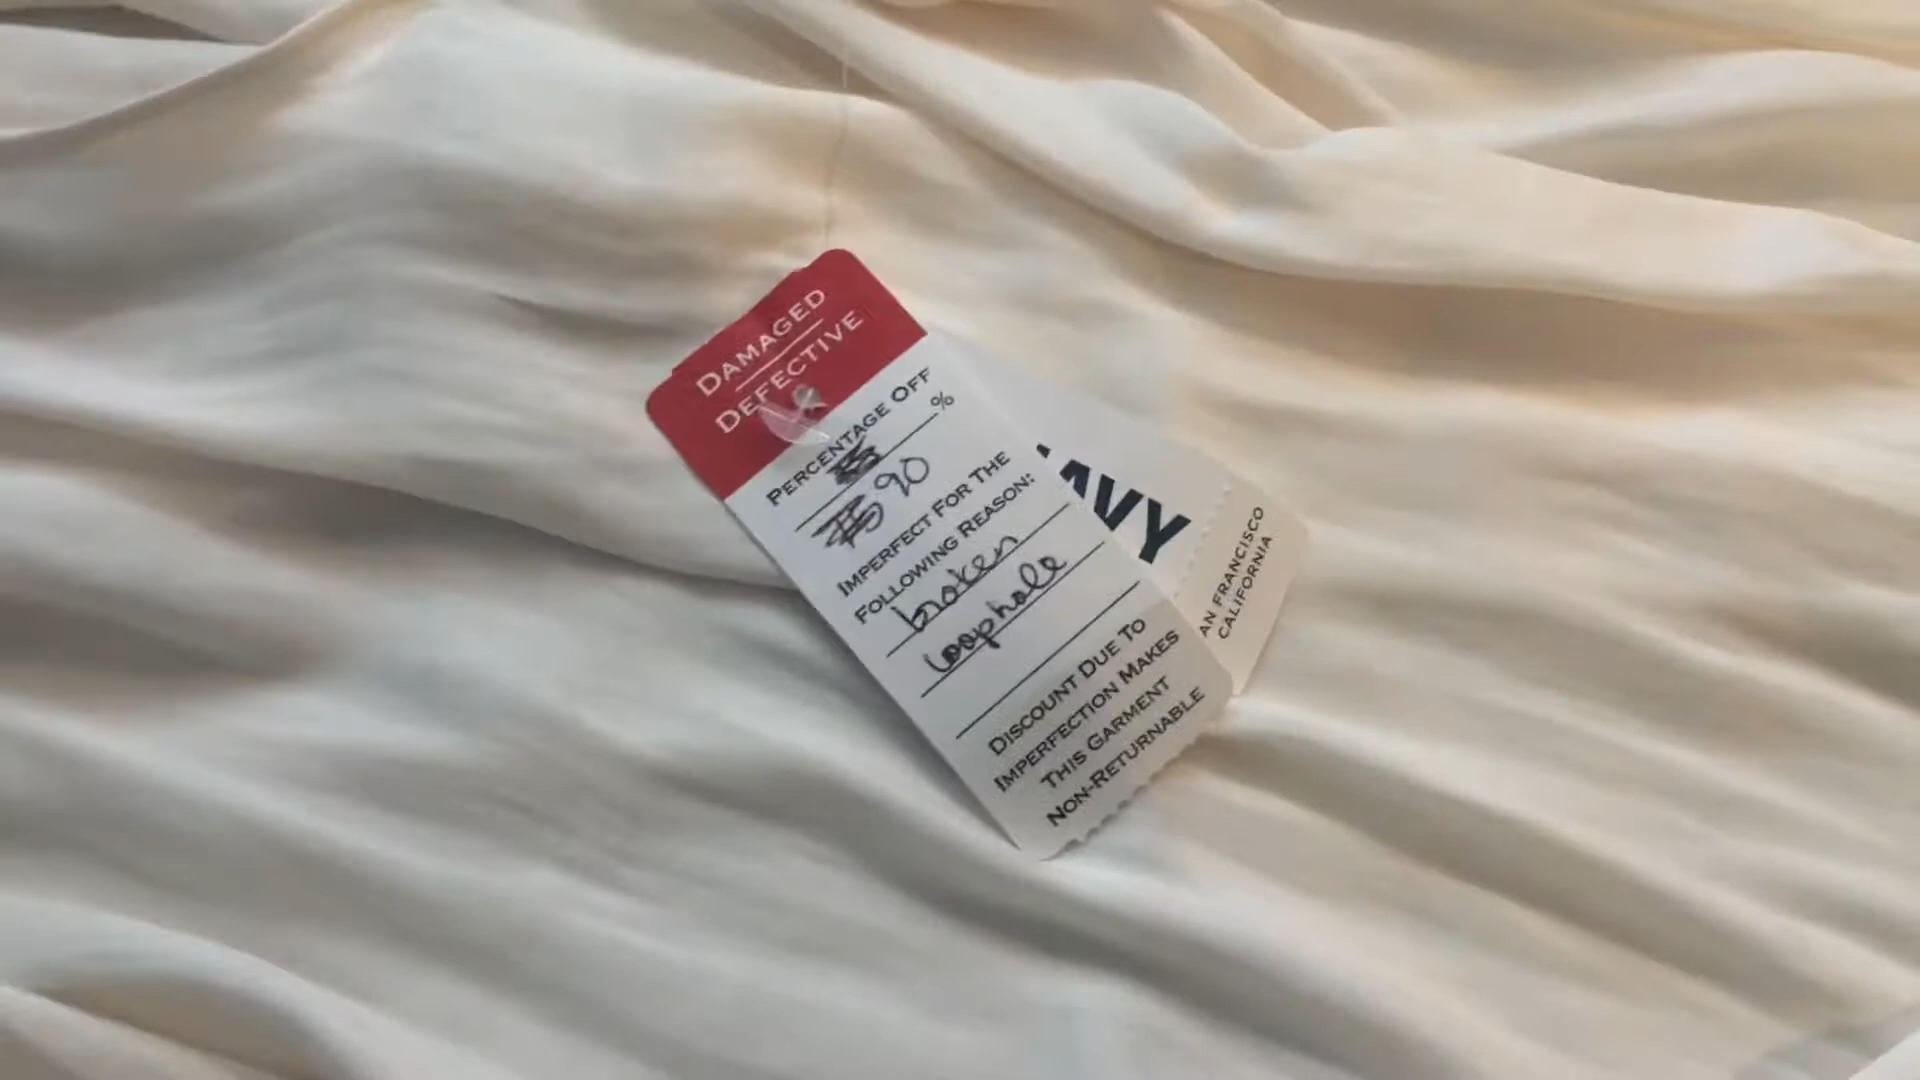 DAMAGED
DEFECTIVE
PERCENTAGE OFF
%
90
IMPERFECT FOR THE
FOLLOWING REASON:
broken
loophole
DISCOUNT DUE TO
IMPERFECTION MAKES
THIS GARMENT
NON-RETURNABLE
AVY
AN FRANCISCO
CALIFORNIA